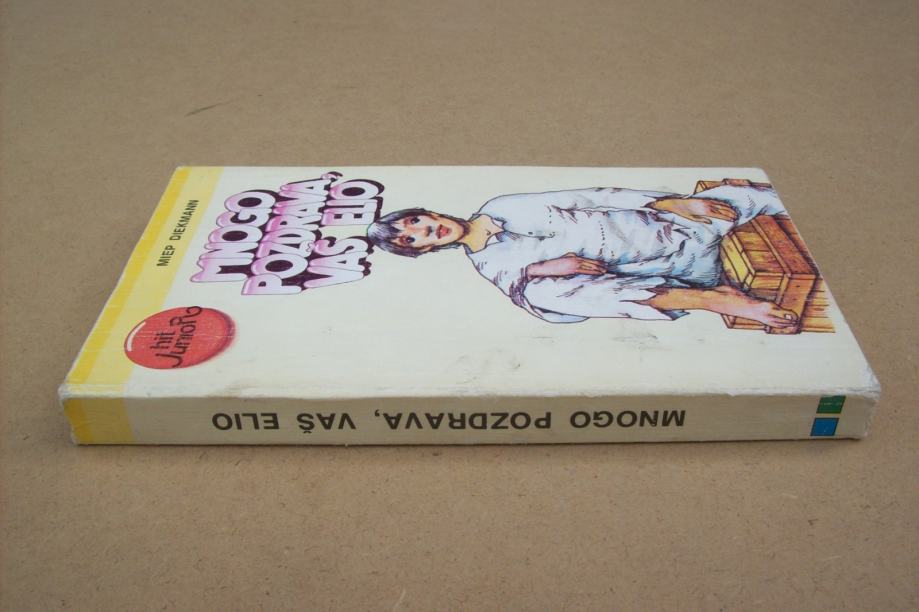 MIEP DIEKMANN
MNOGO
POZDRAVA,
VAŠ ELIO
hit
JUNIOR
MNOGO POZDRAVA, VAŠ ELIO